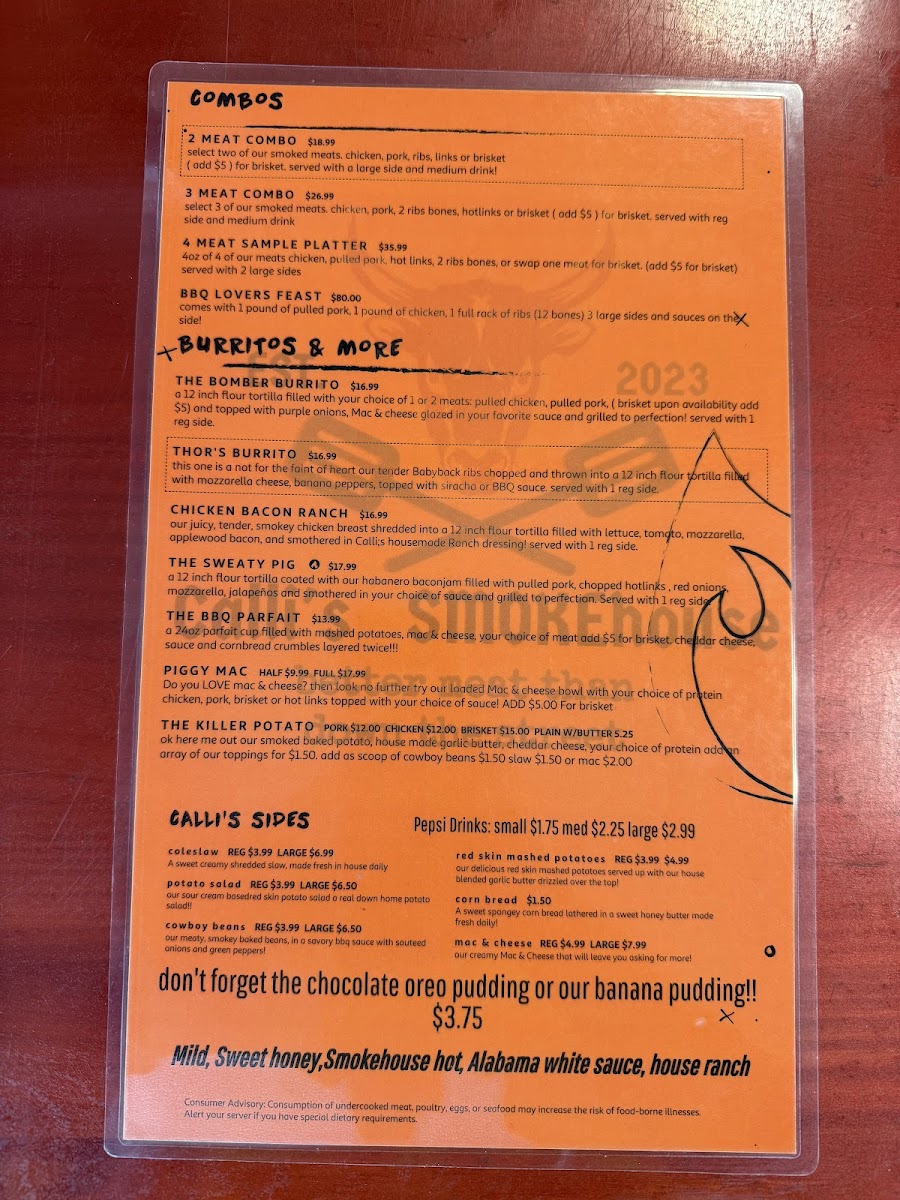 COMBOS
2 MEAT COMBO $18.99
select two of our smoked meats. chicken, pork, ribs, links or brisket
( add $5 ) for brisket. served with a large side and medium drink!
3 MEAT COMBO $26.99
select 3 of our smoked meats. chicken, pork, 2 ribs bones, hotlinks or brisket ( add $5 ) for brisket. served with reg
side and medium drink
4 MEAT SAMPLE PLATTER $35.99
4oz of 4 of our meats chicken, pulled pork, hot links, 2 ribs bones, or swap one meat for brisket. (add $5 for brisket)
served with 2 large sides
BBQ LOVERS FEAST $80.00
comes with 1 pound of pulled pork, 1 pound of chicken, 1 full rack of ribs (12 bones) 3 large sides and sauces on the
side!
BURRITOS & MORE
EST 2023
THE BOMBER BURRITO $16.99
a 12 inch flour tortilla filled with your choice of 1 or 2 meats: pulled chicken, pulled pork, ( brisket upon availability add
$5) and topped with purple onions, Mac & cheese glazed in your favorite sauce and grilled to perfection! served with 1
reg side.
THOR'S BURRITO $16.99
this one is a not for the faint of heart our tender Babyback ribs chopped and thrown into a 12 inch flour tortilla filled
with mozzarella cheese, banana peppers, topped with siracha or BBQ sauce. served with 1 reg side.
CHICKEN BACON RANCH $16.99
our juicy, tender, smokey chicken breast shredded into a 12 inch flour tortilla filled with lettuce, tomato, mozzarella,
applewood bacon, and smothered in Calli;s housemade Ranch dressing! served with 1 reg side.
THE SWEATY PIG $17.99
a 12 inch flour tortilla coated with our habanero baconjam filled with pulled pork, chopped hotlinks , red onions,
mozzarella, jalapeños and smothered in your choice of sauce and grilled to perfection. Served with 1 reg side.
Calli's SMOKEhouse
THE BBQ PARFAIT $13.99
a 24oz parfait cup filled with mashed potatoes, mac & cheese, your choice of meat add $5 for brisket, cheddar cheese,
sauce and cornbread crumbles layered twice!!!
PIGGY MAC HALF $9.99 FULL $17.99
better meet than
Do you LOVE mac & cheese? then look no further try our loaded Mac & cheese bowl with your choice of protein
chicken, pork, brisket or hot links topped with your choice of sauce! ADD $5.00 For brisket
THE KILLER POTATO PORK $12.00 CHICKEN $12.00 BRISKET $15.00 PLAIN W/BUTTER 5.25
ok here me out our smoked baked potato, house made garlic butter, cheddar cheese, your choice of protein add an
array of our toppings for $1.50. add as scoop of cowboy beans $1.50 slaw $1.50 or mac $2.00
CALLI'S SIDES
Pepsi Drinks: small $1.75 med $2.25 large $2.99
coleslaw REG $3.99 LARGE $6.99
A sweet creamy shredded slaw, made fresh in house daily
potato salad REG $3.99 LARGE $6.50
our sour cream basedred skin potato salad a real down home potato
salad!!
cowboy beans REG $3.99 LARGE $6.50
our meaty, smokey baked beans, in a savory bbq sauce with sauteed
onions and green peppers!
red skin mashed potatoes REG $3.99 $4.99
our delicious red skin mashed potatoes served up with our house
blended garlic butter drizzled over the top!
corn bread $1.50
A sweet spongey corn bread lathered in a sweet honey butter made
fresh daily!
mac & cheese REG $4.99 LARGE $7.99
our creamy Mac & Cheese that will leave you asking for more!
don't forget the chocolate oreo pudding or our banana pudding!!
$3.75
Mild, Sweet honey,Smokehouse hot, Alabama white sauce, house ranch
Consumer Advisory: Consumption of undercooked meat, poultry, eggs, or seafood may increase the risk of food-borne illnesses.
Alert your server if you have special dietary requirements.